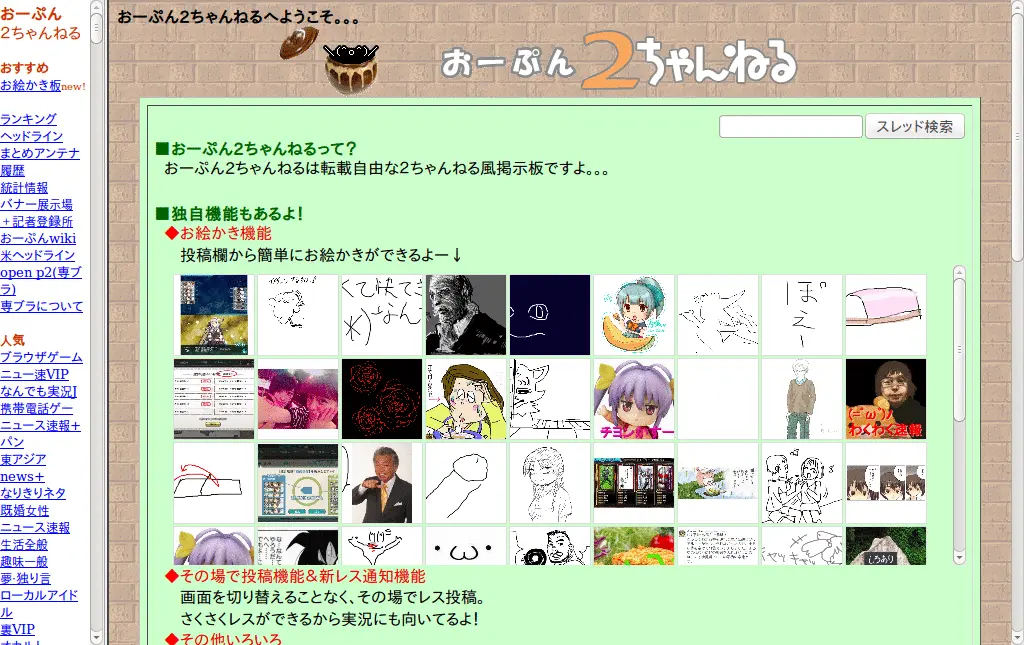 おーぷん
2ちゃんねる
おすすめ
お絵かき板new!
ランキング
ヘッドライン
まとめアンテナ
履歴
統計情報
バナー展示場
＋記者登録所
おーぷんwiki
米ヘッドライン
open p2(専ブ
ラ)
専ブラについて
人気
ブラウザゲーム
ニュー速VIP
なんでも実況J
携帯電話ゲー
ニュース速報+
パン
東アジア
news+
なりきりネタ
既婚女性
ニュース速報
生活全般
趣味一般
夢・独り言
ローカルアイド
ル
裏VIP
おーぷん2ちゃんねるへようこそ。。。
おーぷん2ちゃんねる
スレッド検索
■おーぷん2ちゃんねるって？
おーぷん2ちゃんねるは転載自由な2ちゃんねる風掲示板ですよ。。。
■独自機能もあるよ！
◆お絵かき機能
投稿欄から簡単にお絵かきができるよー↓
くて快てき
なん
ぽ
え
ー
(=ﾟωﾟ)ﾉ
わくわく速報
しろあり
◆その場で投稿機能＆新レス通知機能
画面を切り替えることなく、その場でレス投稿。
さくさくレスができるから実況にも向いてるよ！
◆その他いろいろ